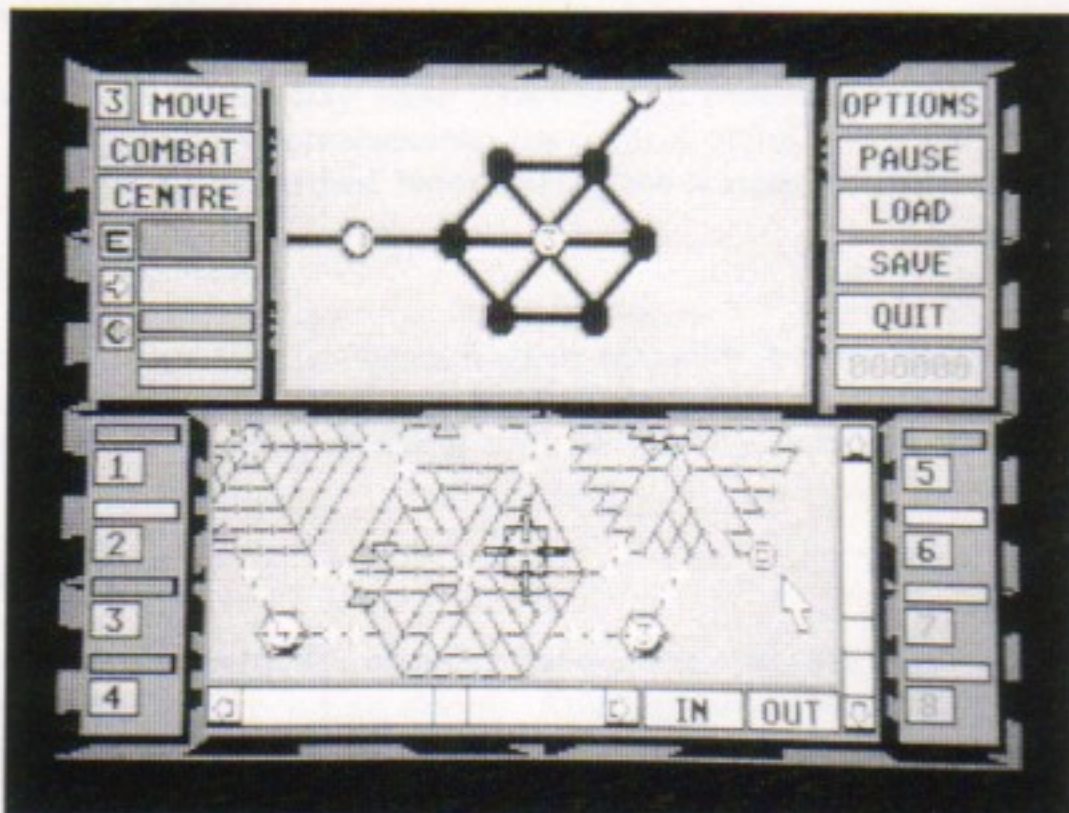 3 MOVE
COMBAT
CENTRE
E
OPTIONS
PAUSE
LOAD
SAVE
QUIT
000000
1
2
3
4
IN OUT
5
6
7
8